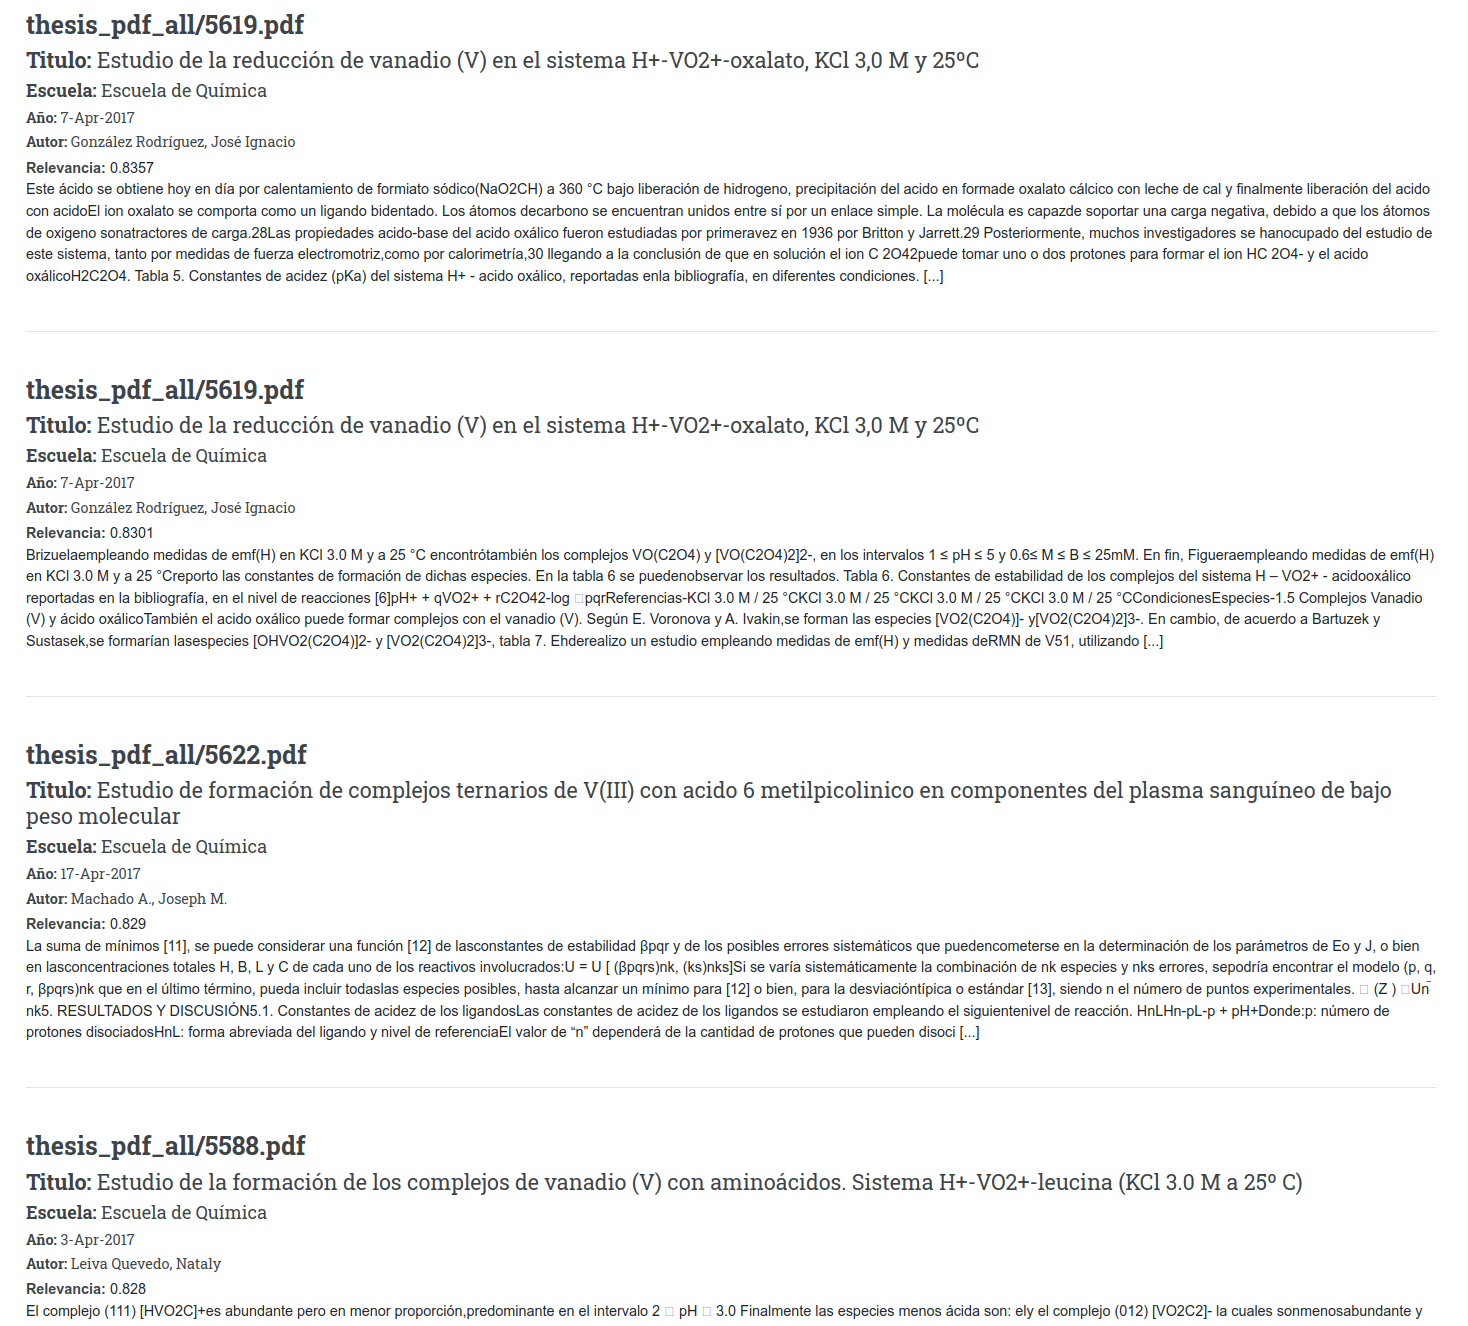 thesis_pdf_all/5619.pdf
Titulo: Estudio de la reducción de vanadio (V) en el sistema H+-VO2+-oxalato, KCl 3,0 M y 25ºC
Escuela: Escuela de Química
Año: 7-Apr-2017
Autor: González Rodríguez, José Ignacio
Relevancia: 0.8357
Este ácido se obtiene hoy en día por calentamiento de formiato sódico(NaO2CH) a 360 °C bajo liberación de hidrogeno, precipitación del acido en formade oxalato cálcico con leche de cal y finalmente liberación del acido
con acidoEl ion oxalato se comporta como un ligando bidentado. Los átomos decarbono se encuentran unidos entre sí por un enlace simple. La molécula es capazde soportar una carga negativa, debido a que los átomos
de oxigeno sonatractores de carga.28Las propiedades acido-base del acido oxálico fueron estudiadas por primeravez en 1936 por Britton y Jarrett.29 Posteriormente, muchos investigadores se hanocupado del estudio de
este sistema, tanto por medidas de fuerza electromotriz,como por calorimetría,30 llegando a la conclusión de que en solución el ion C 2O42puede tomar uno o dos protones para formar el ion HC 2O4- y el acido
oxálicoH2C2O4. Tabla 5. Constantes de acidez (pKa) del sistema H+ - acido oxálico, reportadas enla bibliografía, en diferentes condiciones. [...]
thesis_pdf_all/5619.pdf
Titulo: Estudio de la reducción de vanadio (V) en el sistema H+-VO2+-oxalato, KCl 3,0 M y 25ºC
Escuela: Escuela de Química
Año: 7-Apr-2017
Autor: González Rodríguez, José Ignacio
Relevancia: 0.8301
Brizuelaempleando medidas de emf(H) en KCl 3.0 M y a 25 °C encontrótambién los complejos VO(C2O4) y [VO(C2O4)2]2-, en los intervalos 1 ≤ pH ≤ 5 y 0.6≤ M ≤ B ≤ 25mM. En fin, Figueraempleando medidas de emf(H)
en KCl 3.0 M y a 25 °Creporto las constantes de formación de dichas especies. En la tabla 6 se puedenobservar los resultados. Tabla 6. Constantes de estabilidad de los complejos del sistema H – VO2+ - acidooxálico
reportadas en la bibliografía, en el nivel de reacciones [6]pH+ + qVO2+ + rC2O42-log pqrReferencias-KCl 3.0 M / 25 °CKCl 3.0 M / 25 °CKCl 3.0 M / 25 °CKCl 3.0 M / 25 °CCondicionesEspecies-1.5 Complejos Vanadio
(V) y ácido oxálicoTambién el acido oxálico puede formar complejos con el vanadio (V). Según E. Voronova y A. Ivakin,se forman las especies [VO2(C2O4)]- y[VO2(C2O4)2]3-. En cambio, de acuerdo a Bartuzek y
Sustasek,se formarían lasespecies [OHVO2(C2O4)]2- y [VO2(C2O4)2]3-, tabla 7. Ehderealizo un estudio empleando medidas de emf(H) y medidas deRMN de V51, utilizando [...]
thesis_pdf_all/5622.pdf
Titulo: Estudio de formación de complejos ternarios de V(III) con acido 6 metilpicolinico en componentes del plasma sanguíneo de bajo
peso molecular
Escuela: Escuela de Química
Año: 17-Apr-2017
Autor: Machado A., Joseph M.
Relevancia: 0.829
La suma de mínimos [11], se puede considerar una función [12] de lasconstantes de estabilidad βpqr y de los posibles errores sistemáticos que puedencometerse en la determinación de los parámetros de Eo y J, o bien
en lasconcentraciones totales H, B, L y C de cada uno de los reactivos involucrados:U = U [ (βpqrs)nk, (ks)nks]Si se varía sistemáticamente la combinación de nk especies y nks errores, sepodría encontrar el modelo (p, q,
r, βpqrs)nk que en el último término, pueda incluir todaslas especies posibles, hasta alcanzar un mínimo para [12] o bien, para la desviacióntípica o estándar [13], siendo n el número de puntos experimentales. (Z ) Un̄
nk5. RESULTADOS Y DISCUSIÓN5.1. Constantes de acidez de los ligandosLas constantes de acidez de los ligandos se estudiaron empleando el siguientenivel de reacción. HnLHn-pL-p + pH+Donde:p: número de
protones disociadosHnL: forma abreviada del ligando y nivel de referenciaEl valor de “n” dependerá de la cantidad de protones que pueden disoci [...]
thesis_pdf_all/5588.pdf
Titulo: Estudio de la formación de los complejos de vanadio (V) con aminoácidos. Sistema H+-VO2+-leucina (KCl 3.0 M a 25º C)
Escuela: Escuela de Química
Año: 3-Apr-2017
Autor: Leiva Quevedo, Nataly
Relevancia: 0.828
El complejo (111) [HVO2C]+es abundante pero en menor proporción,predominante en el intervalo 2 pH 3.0 Finalmente las especies menos ácida son: ely el complejo (012) [VO2C2]- la cuales sonmenosabundante y